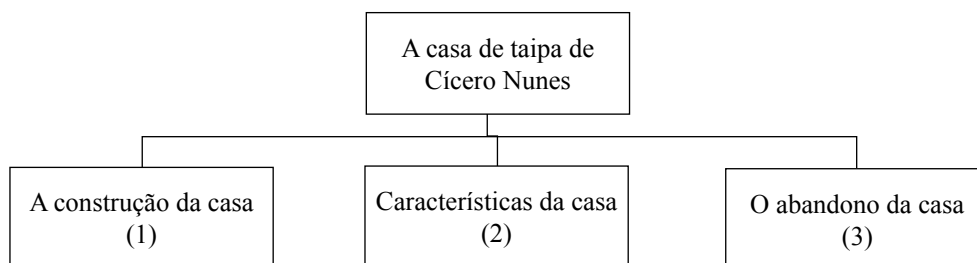 A casa de taipa de
Cícero Nunes
A construção da casa
(1)
Características da casa
(2)
O abandono da casa
(3)